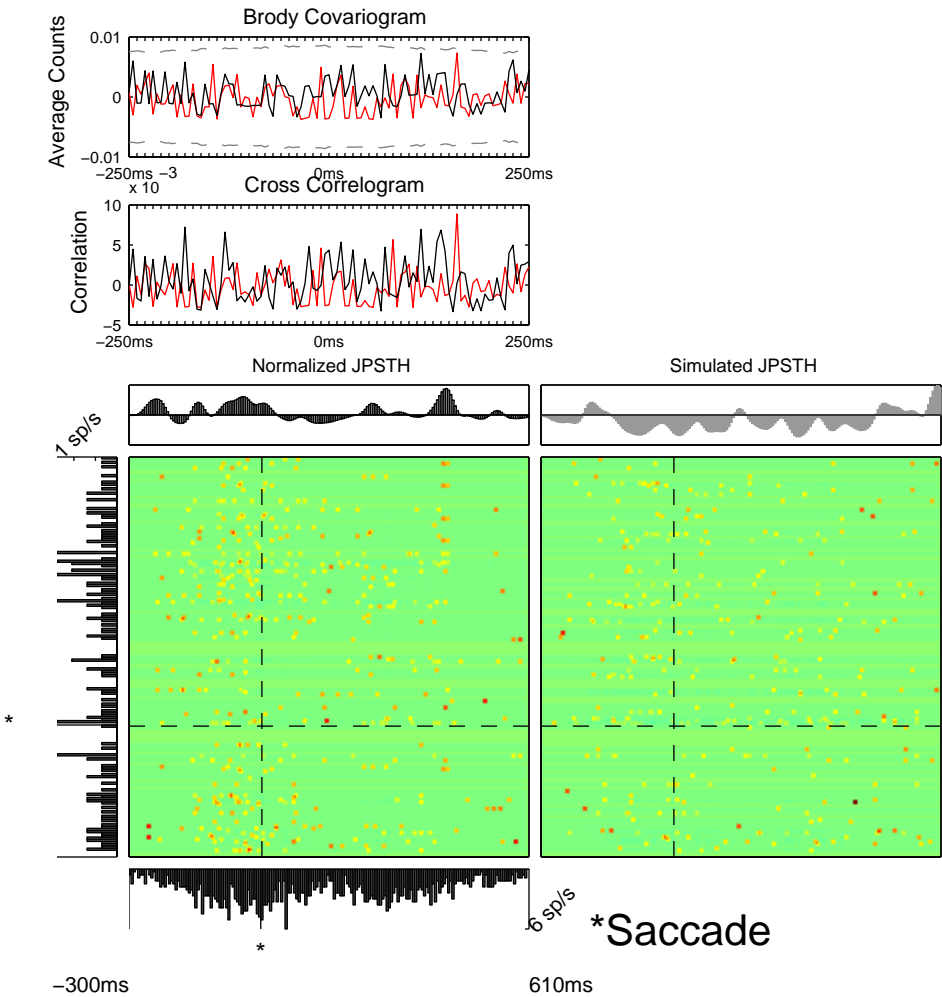 Brody Covariogram
Average Counts
0.01
0
−0.01
−250ms
0ms
250ms
−3
x 10
Cross Correlogram
Correlation
10
5
0
−5
−250ms
0ms
250ms
Normalized JPSTH
Simulated JPSTH
1 sp/s
*
6 sp/s
*Saccade
*
−300ms
610ms